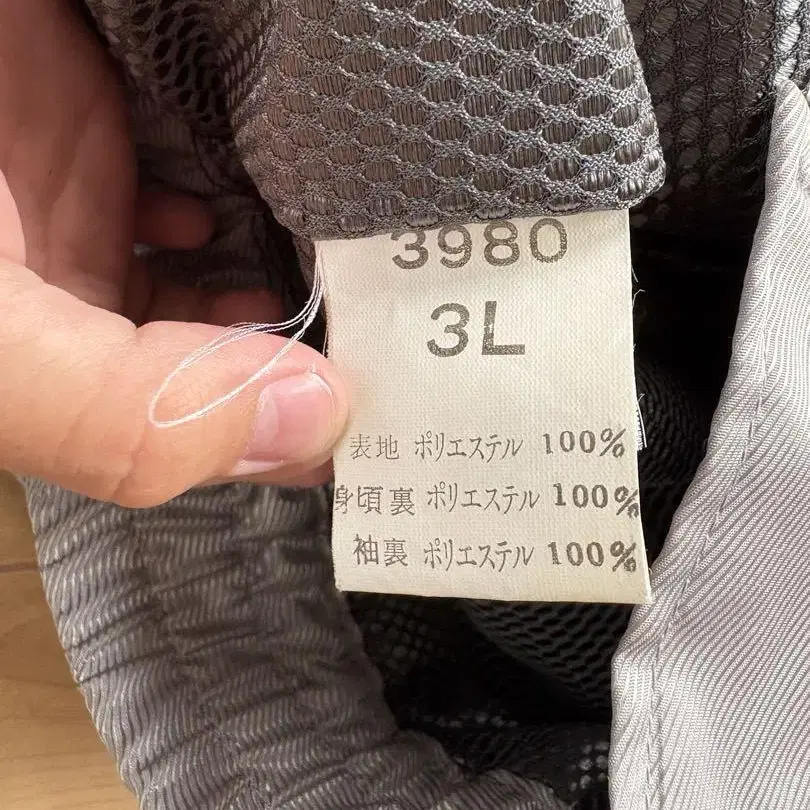 3980
3L
表地 ポリエステル 100%
身頃裏 ポリエステル 100%
袖裏 ポリエステル 100%